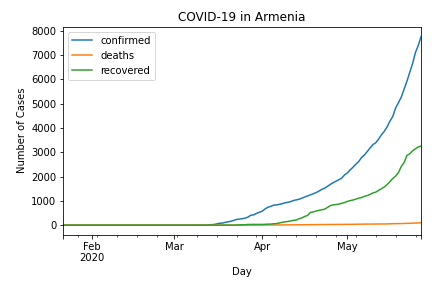 COVID-19 in Armenia
confirmed
deaths
recovered
Number of Cases
8000
7000
6000
5000
4000
3000
2000
1000
0
Feb
2020
Mar
Apr
May
Day